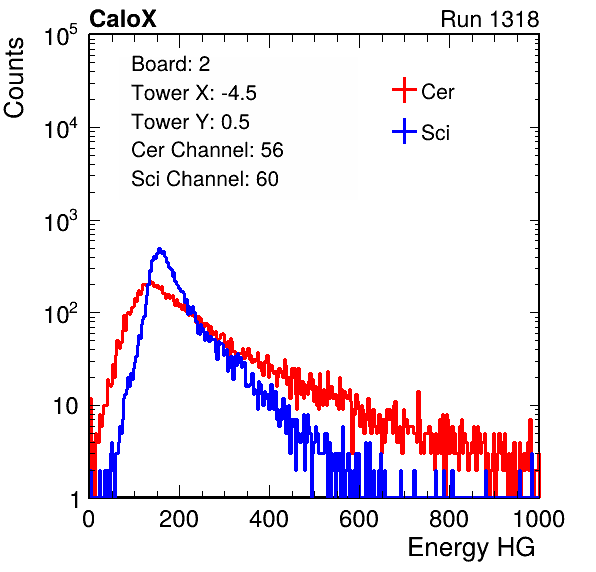 CaloX Run 1318
Counts
10^5
10^4
10^3
10^2
10
1
Board: 2
Tower X: -4.5
Tower Y: 0.5
Cer Channel: 56
Sci Channel: 60
Cer
Sci
0 200 400 600 800 1000
Energy HG